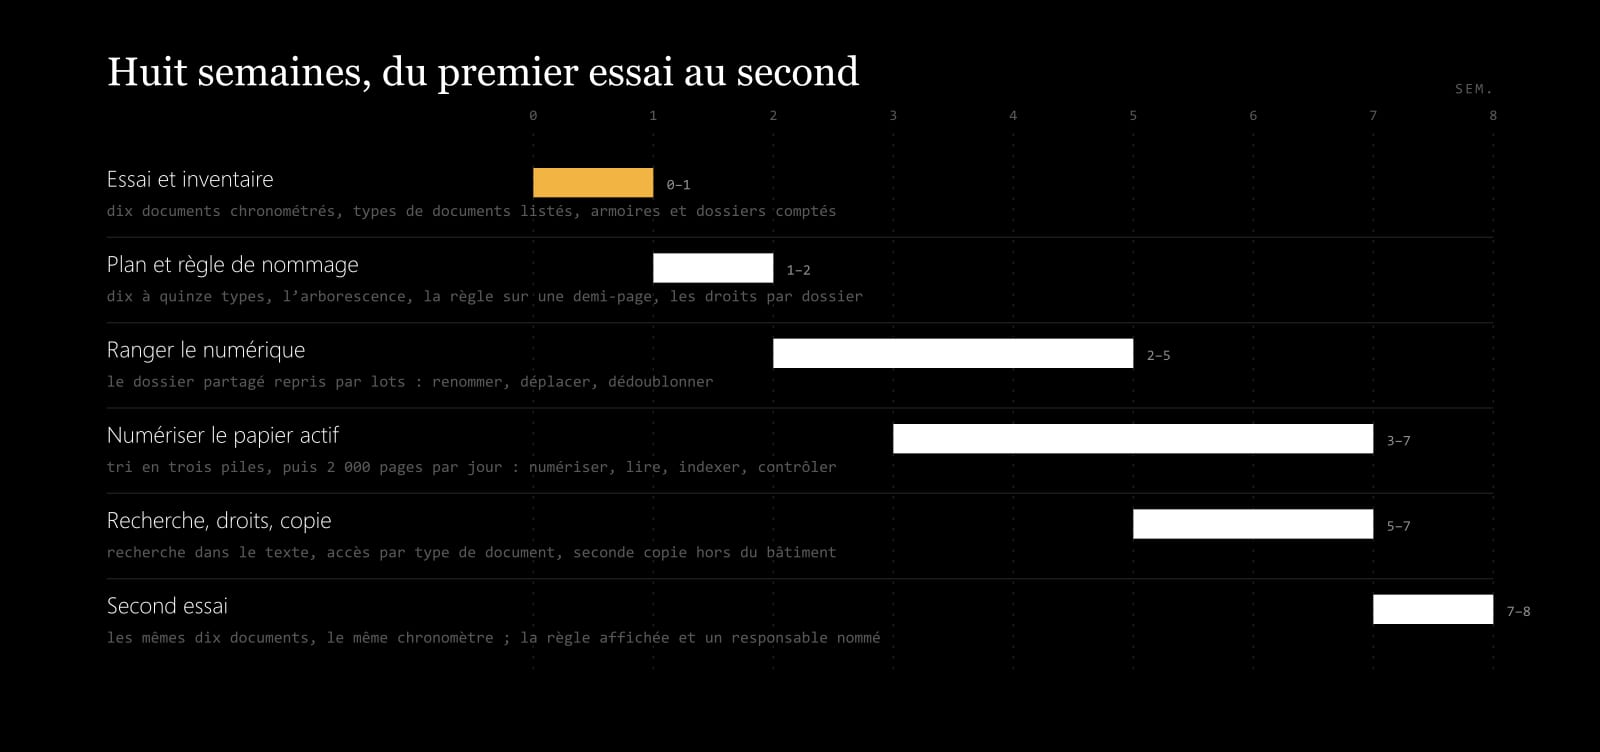 Huit semaines, du premier essai au second
SEM.
0 1 2 3 4 5 6 7 8
Essai et inventaire
0–1
dix documents chronométrés, types de documents listés, armoires et dossiers comptés
Plan et règle de nommage
1–2
dix à quinze types, l’arborescence, la règle sur une demi-page, les droits par dossier
Ranger le numérique
2–5
le dossier partagé repris par lots : renommer, déplacer, dédoublonner
Numériser le papier actif
3–7
tri en trois piles, puis 2 000 pages par jour : numériser, lire, indexer, contrôler
Recherche, droits, copie
5–7
recherche dans le texte, accès par type de document, seconde copie hors du bâtiment
Second essai
7–8
les mêmes dix documents, le même chronomètre ; la règle affichée et un responsable nommé